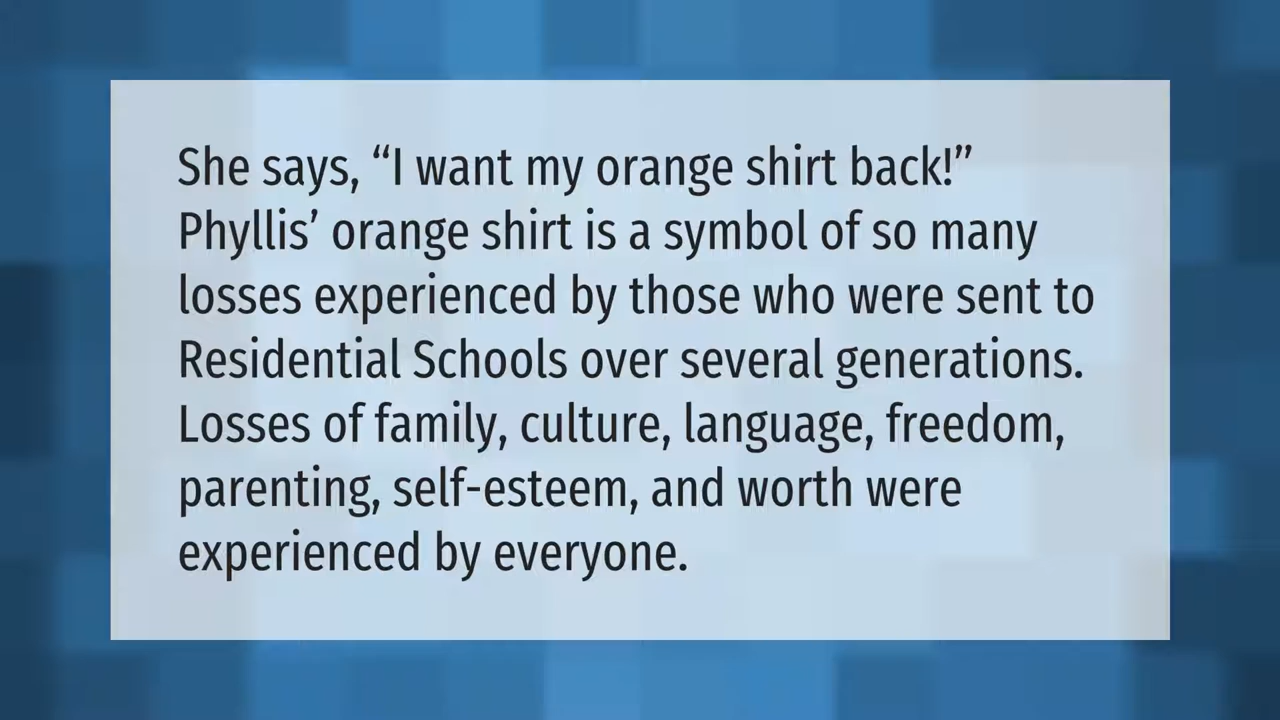 She says, “I want my orange shirt back!”
Phyllis’ orange shirt is a symbol of so many
losses experienced by those who were sent to
Residential Schools over several generations.
Losses of family, culture, language, freedom,
parenting, self-esteem, and worth were
experienced by everyone.